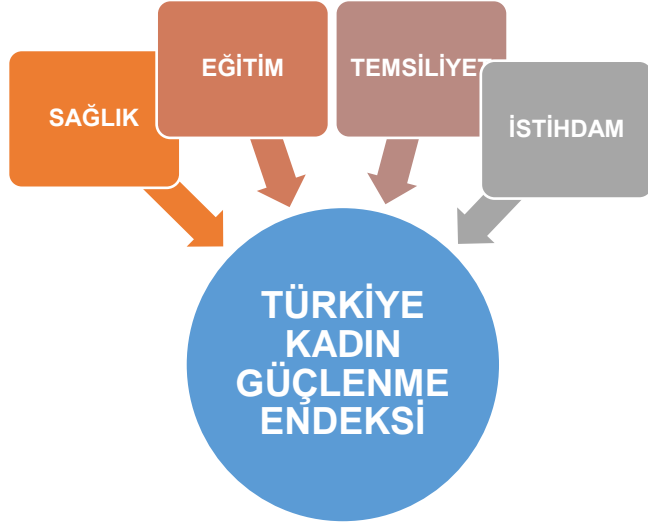 SAĞLIK
EĞİTİM
TEMSİLİYET
İSTİHDAM
TÜRKİYE
KADIN
GÜÇLENME
ENDEKSİ